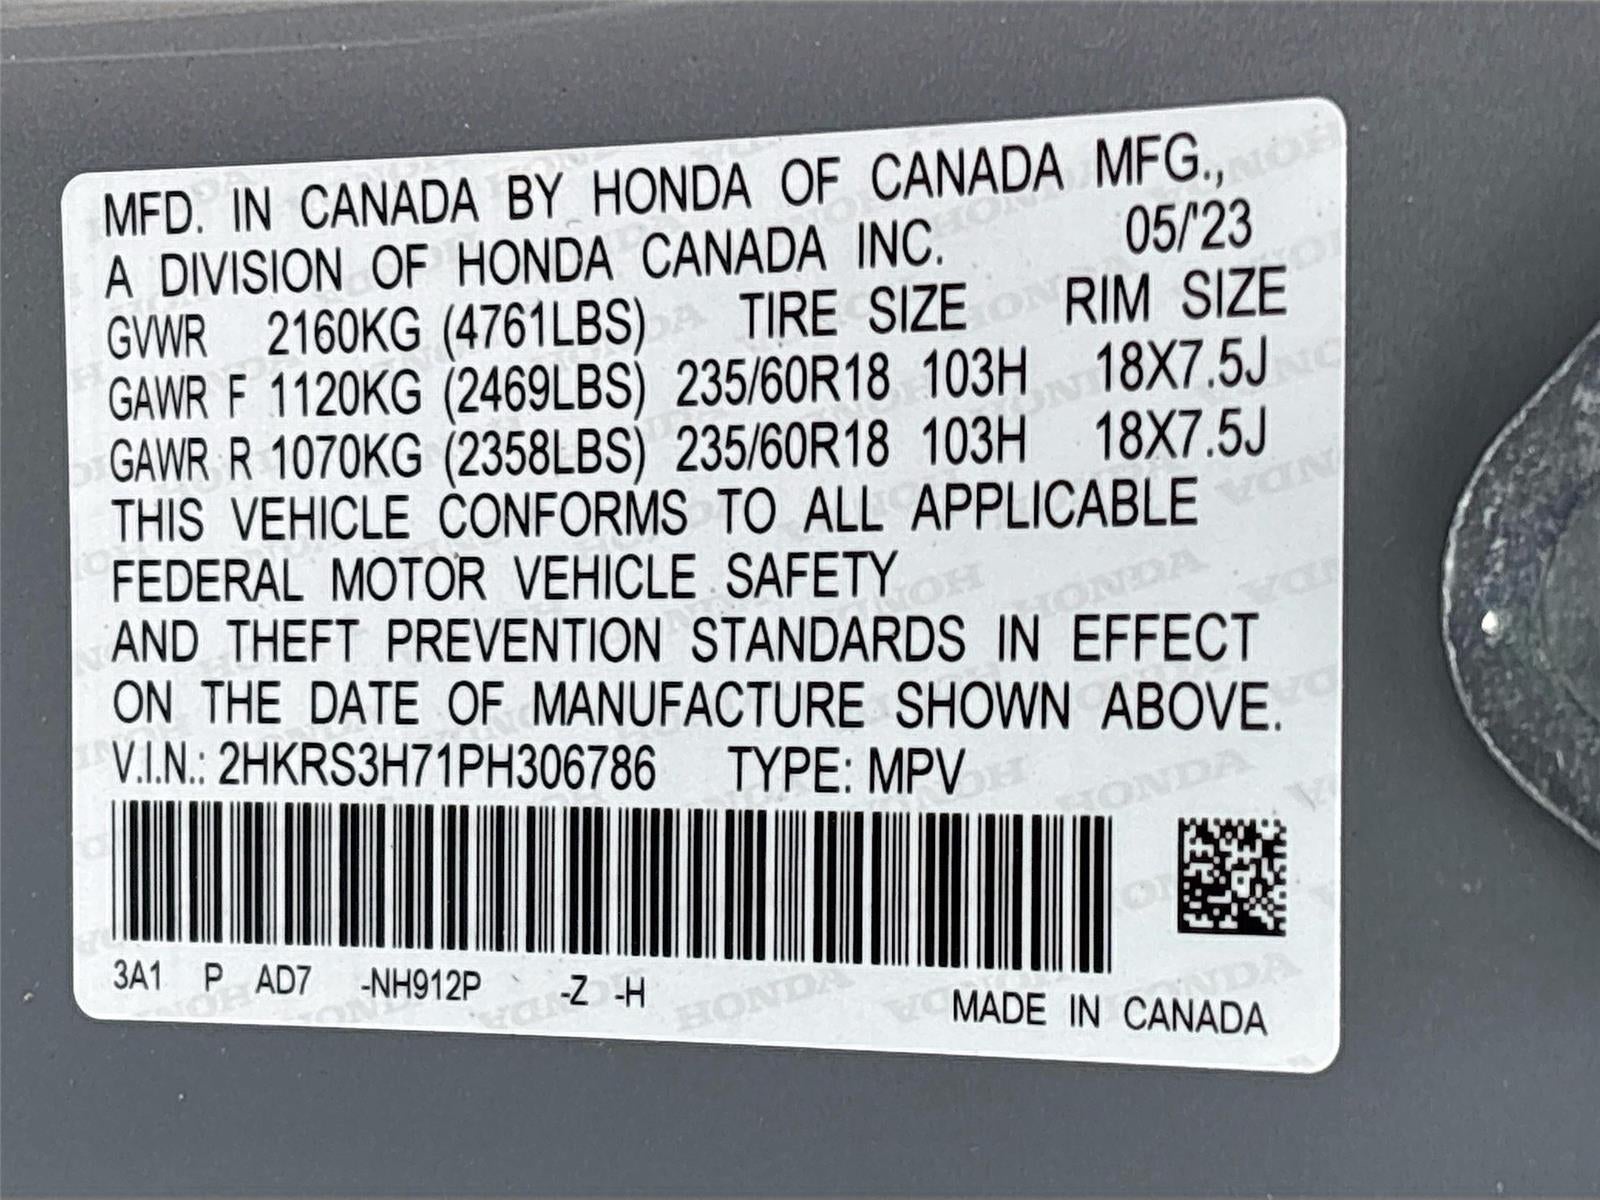 MFD. IN CANADA BY HONDA OF CANADA MFG.,
A DIVISION OF HONDA CANADA INC. 05/'23
GVWR 2160KG (4761LBS) TIRE SIZE RIM SIZE
GAWR F 1120KG (2469LBS) 235/60R18 103H 18X7.5J
GAWR R 1070KG (2358LBS) 235/60R18 103H 18X7.5J
THIS VEHICLE CONFORMS TO ALL APPLICABLE
FEDERAL MOTOR VEHICLE SAFETY
AND THEFT PREVENTION STANDARDS IN EFFECT
ON THE DATE OF MANUFACTURE SHOWN ABOVE.
V.I.N.: 2HKRS3H71PH306786 TYPE: MPV
3A1 P AD7 -NH912P -Z -H
MADE IN CANADA